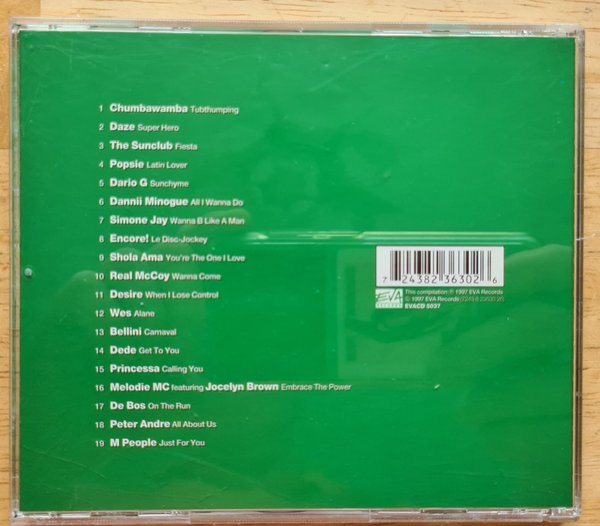 1 Chumbawamba Tubthumping
2 Daze Super Hero
3 The Sunclub Fiesta
4 Popsie Latin Lover
5 Dario G Sunchyme
6 Dannii Minogue All I Wanna Do
7 Simone Jay Wanna B Like A Man
8 Encore! Le Disc-Jockey
9 Shola Ama You're The One I Love
10 Real McCoy Wanna Come
11 Desire When I Lose Control
12 Wes Alane
13 Bellini Carnaval
14 Dede Get To You
15 Princessa Calling You
16 Melodie MC featuring Jocelyn Brown Embrace The Power
17 De Bos On The Run
18 Peter Andre All About Us
19 M People Just For You
7 24382 36302 6
EVA
RECORDS
This compilation ℗ 1997 EVA Records
© 1997 EVA Records
EVACD 5037